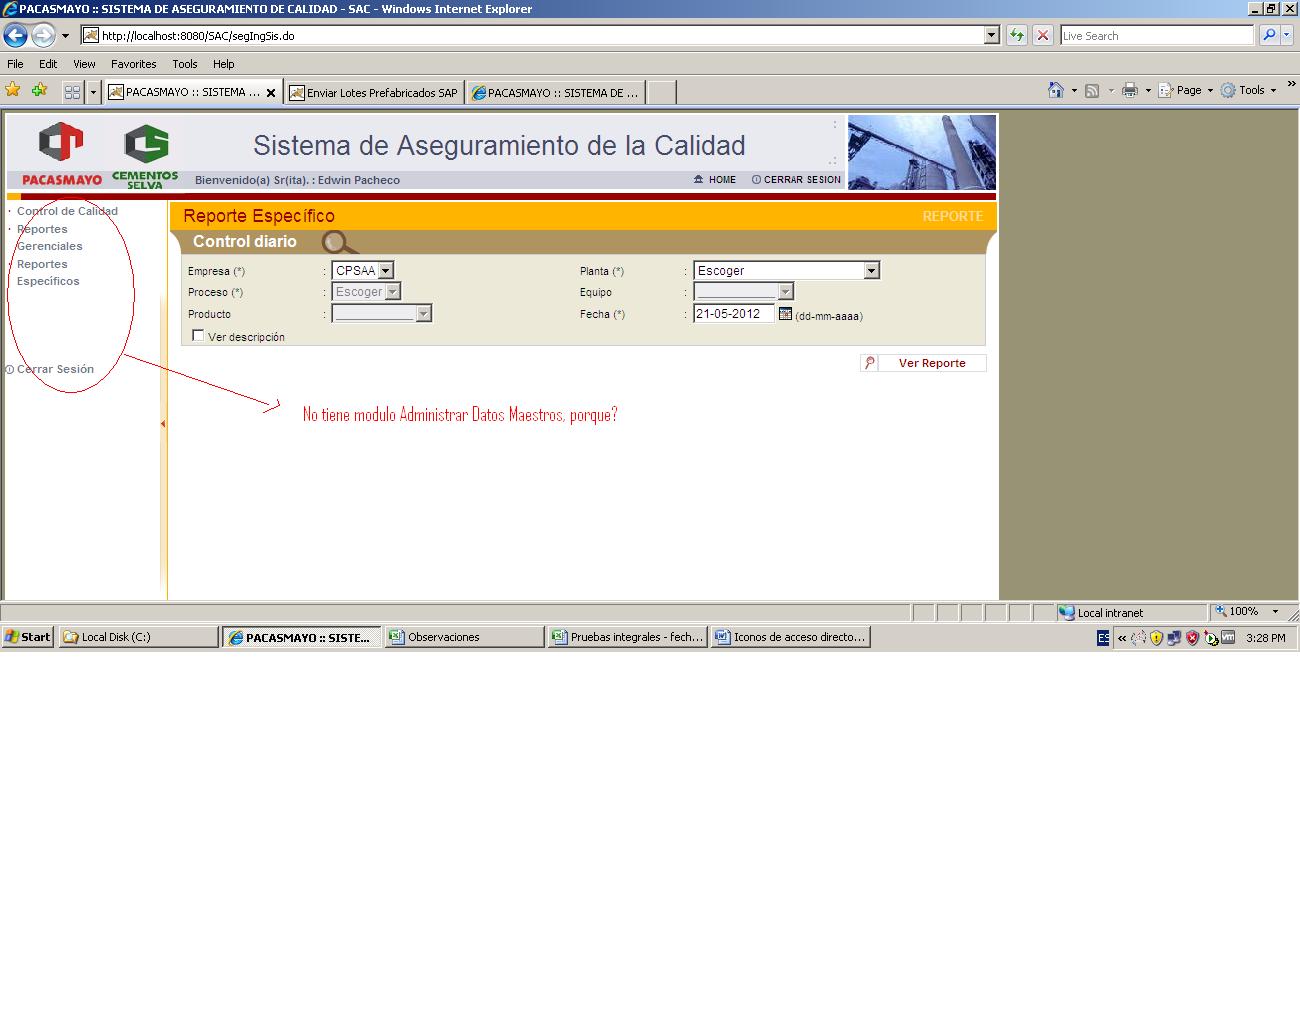 PACASMAYO :: SISTEMA DE ASEGURAMIENTO DE CALIDAD - SAC - Windows Internet Explorer
http://localhost:8080/SAC/segIngSis.do
Live Search
File Edit View Favorites Tools Help
PACASMAYO :: SISTEMA ...
Enviar Lotes Prefabricados SAP
PACASMAYO :: SISTEMA DE ...
Page
Tools
PACASMAYO
CEMENTOS
SELVA
Sistema de Aseguramiento de la Calidad
Bienvenido(a) Sr(ita). : Edwin Pacheco
HOME
CERRAR SESION
Control de Calidad
Reportes
Gerenciales
Reportes
Específicos
Cerrar Sesión
Reporte Específico
REPORTE
Control diario
Empresa (*) : CPSAA
Planta (*) : Escoger
Proceso (*) : Escoger
Equipo :
Producto :
Fecha (*) : 21-05-2012 (dd-mm-aaaa)
Ver descripción
Ver Reporte
No tiene modulo Administrar Datos Maestros, porque?
Local intranet
100%
Start
Local Disk (C:)
PACASMAYO :: SISTE...
Observaciones
Pruebas integrales - fech...
Iconos de acceso directo...
ES
3:28 PM